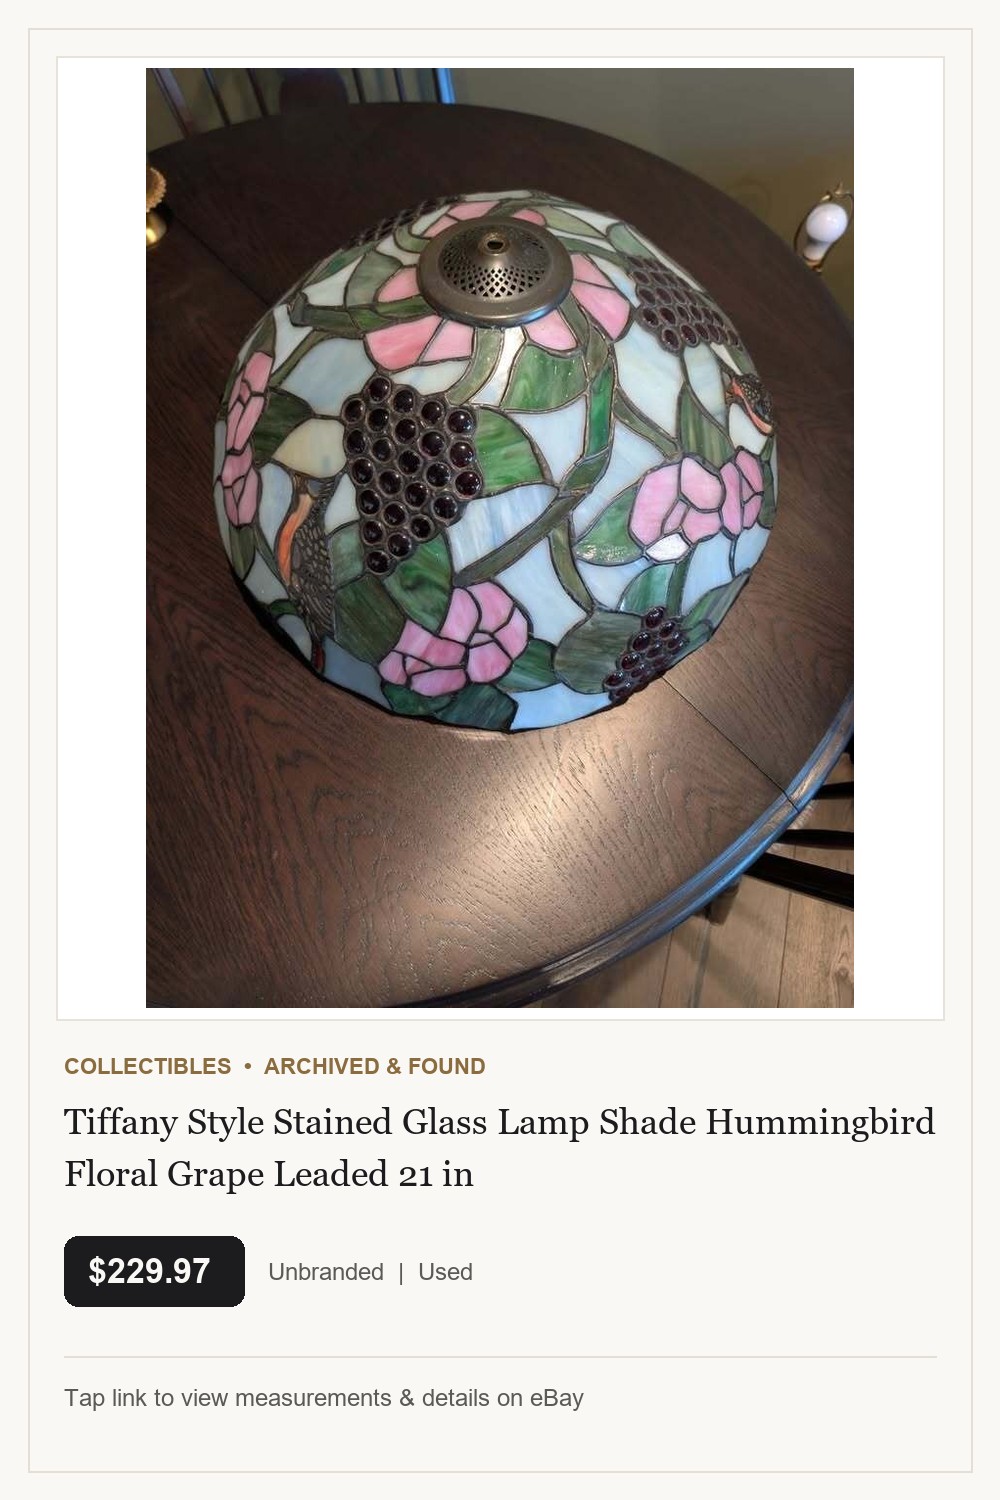 COLLECTIBLES • ARCHIVED & FOUND
Tiffany Style Stained Glass Lamp Shade Hummingbird
Floral Grape Leaded 21 in
$229.97
Unbranded | Used
Tap link to view measurements & details on eBay